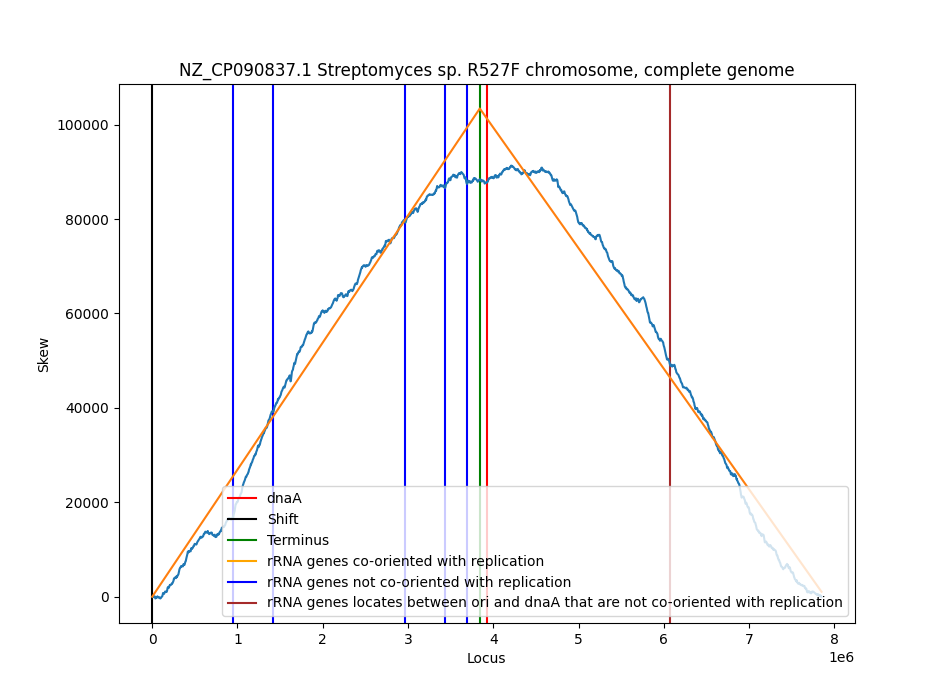 NZ_CP090837.1 Streptomyces sp. R527F chromosome, complete genome
100000
80000
60000
40000
20000
0
Skew
dnaA
Shift
Terminus
rRNA genes co-oriented with replication
rRNA genes not co-oriented with replication
rRNA genes locates between ori and dnaA that are not co-oriented with replication
0 1 2 3 4 5 6 7 8
1e6
Locus